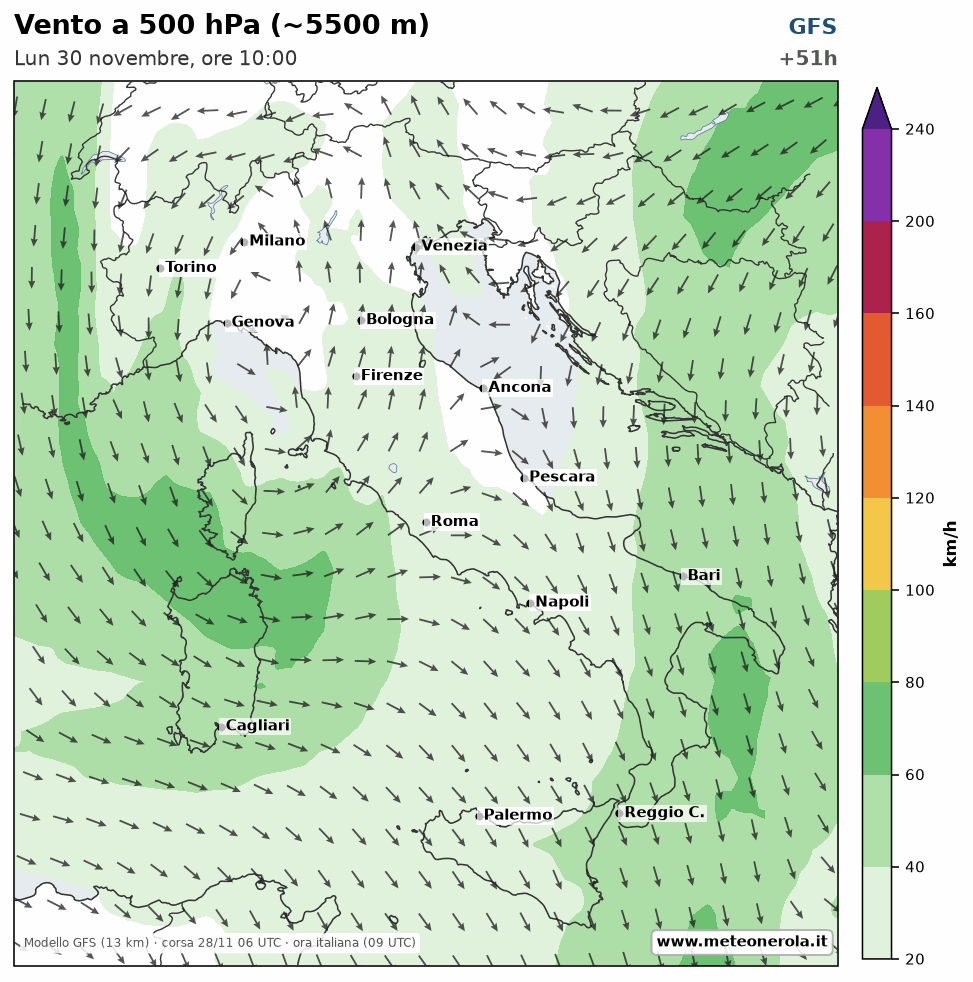 Vento a 500 hPa (~5500 m)
GFS
Lun 30 novembre, ore 10:00
+51h
Milano
Venezia
Torino
Genova
Bologna
Firenze
Ancona
Pescara
Roma
Bari
Napoli
Cagliari
Palermo
Reggio C.
Modello GFS (13 km) · corsa 28/11 06 UTC · ora italiana (09 UTC)
www.meteonerola.it
240
200
160
140
120
100
80
60
40
20
km/h